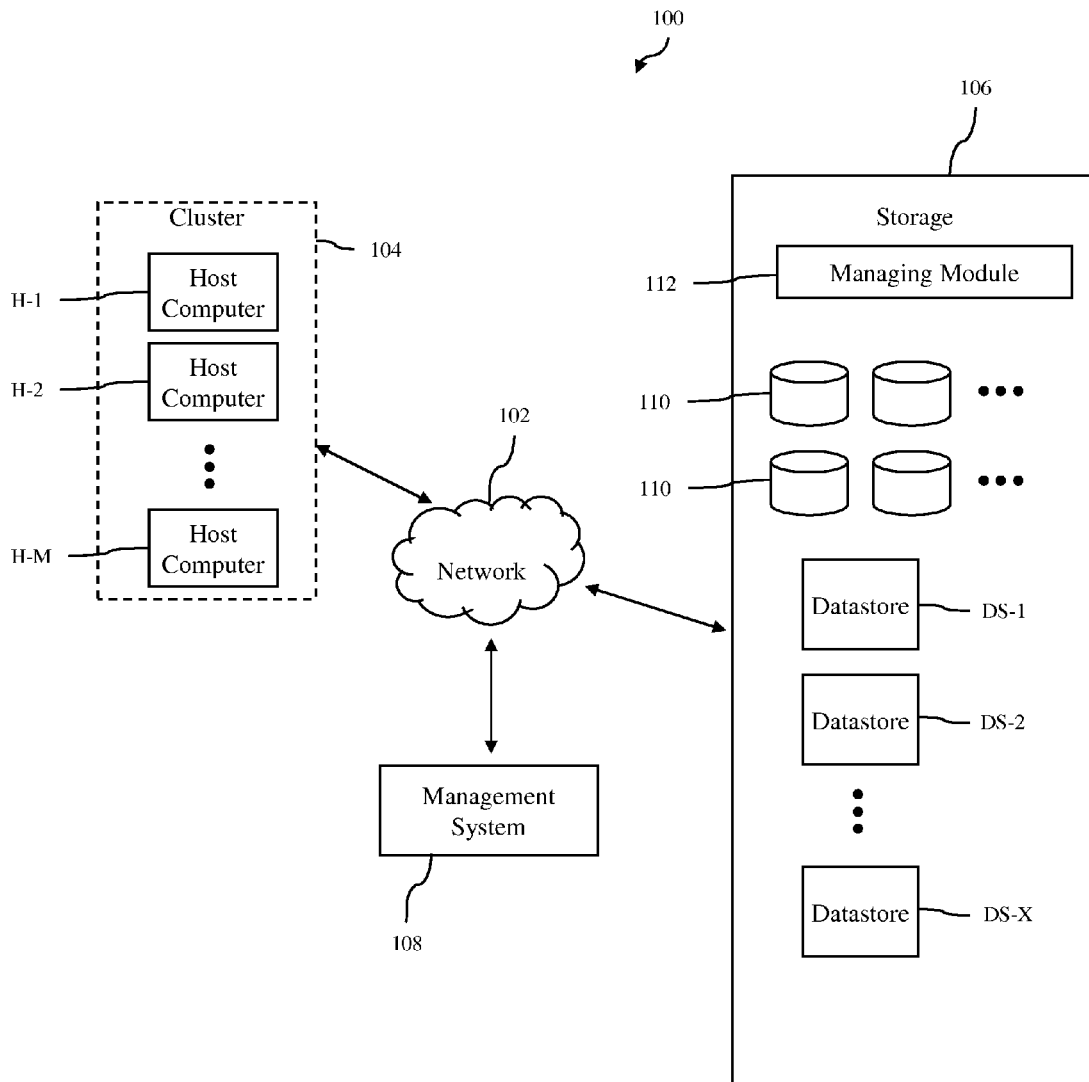 100
106
Cluster
104
Storage
112
Managing Module
H-1
Host
Computer
H-2
Host
Computer
110
102
110
H-M
Host
Computer
Network
Datastore
DS-1
Datastore
DS-2
Management
System
108
Datastore
DS-X